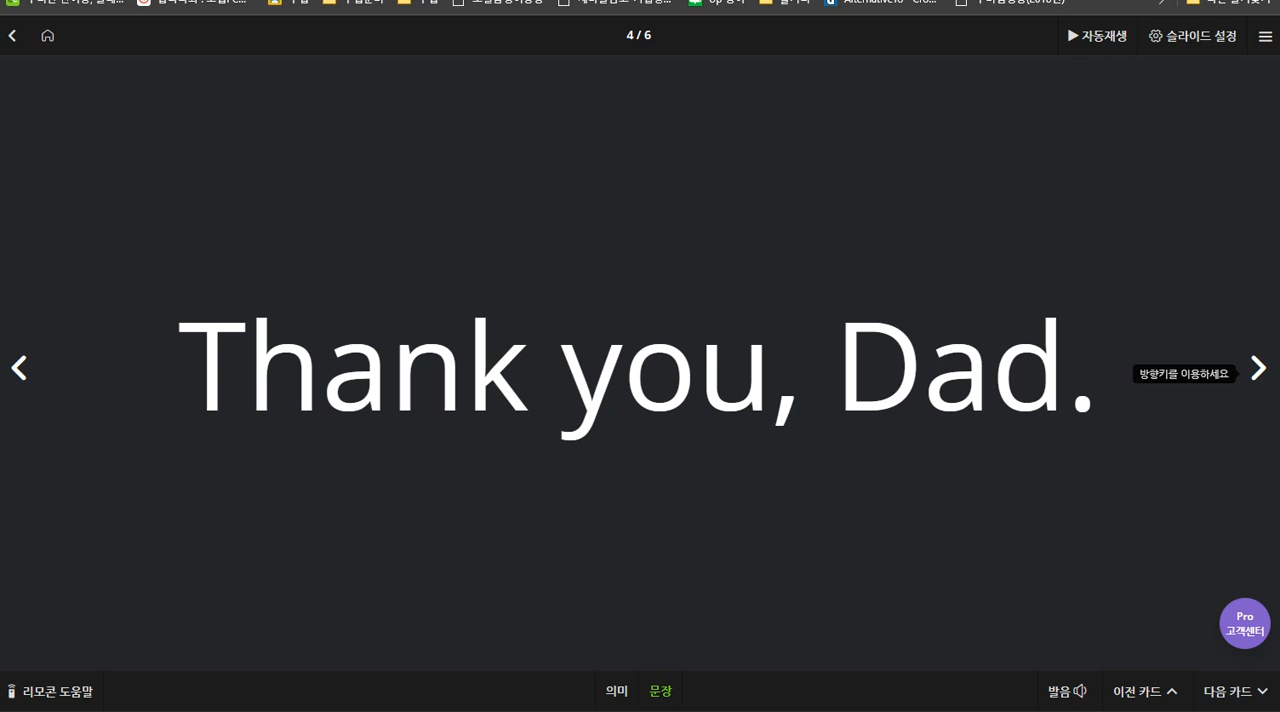 4 / 6
자동재생
슬라이드 설정
Thank you, Dad.
방향키를 이용하세요
Pro
고객센터
리모콘 도움말
의미
문장
발음
이전 카드
다음 카드